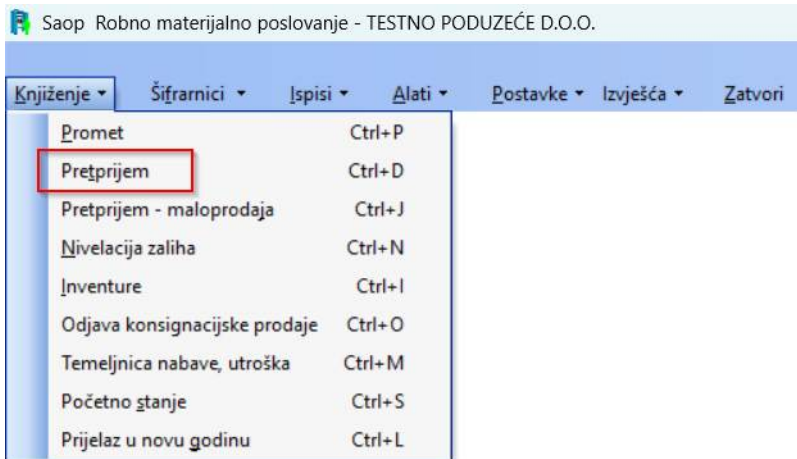 Saop Robno materijalno poslovanje - TESTNO PODUZEĆE D.O.O.
Knjiženje Šifrarnici Ispisi Alati Postavke Izvješća Zatvori
Promet Ctrl+P
Pretprijem Ctrl+D
Pretprijem - maloprodaja Ctrl+J
Nivelacija zaliha Ctrl+N
Inventure Ctrl+I
Odjava konsignacijske prodaje Ctrl+O
Temeljnica nabave, utroška Ctrl+M
Početno stanje Ctrl+S
Prijelaz u novu godinu Ctrl+L